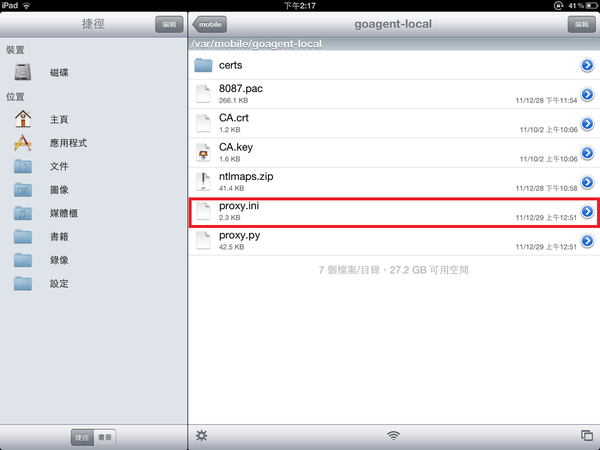 iPad
下午2:17
41%
捷徑
編輯
裝置
磁碟
位置
主頁
應用程式
文件
圖像
媒體櫃
書籍
錄像
設定
捷徑
書簽
mobile
goagent-local
編輯
/var/mobile/goagent-local
certs
8087.pac
266.1 KB
11/12/28 下午11:54
CA.crt
1.2 KB
11/10/2 上午10:06
CA.key
1.6 KB
11/10/2 上午10:06
ntlmaps.zip
41.4 KB
11/12/28 下午10:58
proxy.ini
2.3 KB
11/12/29 上午12:51
proxy.py
42.5 KB
11/12/29 上午12:51
7 個檔案/目錄，27.2 GB 可用空間